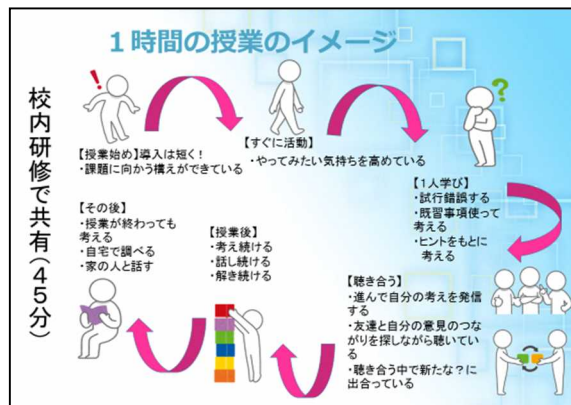 1時間の授業のイメージ
校内研修で共有(45分)
!
【授業始め】導入は短く!
・課題に向かう構えができている
【すぐに活動】
・やってみたい気持ちを高めている
?
【1人学び】
・試行錯誤する
・既習事項使って
考える
・ヒントをもとに
考える
【聴き合う】
・進んで自分の考えを発信
する
・友達と自分の意見のつな
がりを探しながら聴いてい
る
・聴き合う中で新たな?に
出合っている
【授業後】
・考え続ける
・話し続ける
・解き続ける
【その後】
・授業が終わっても
考える
・自宅で調べる
・家の人と話す